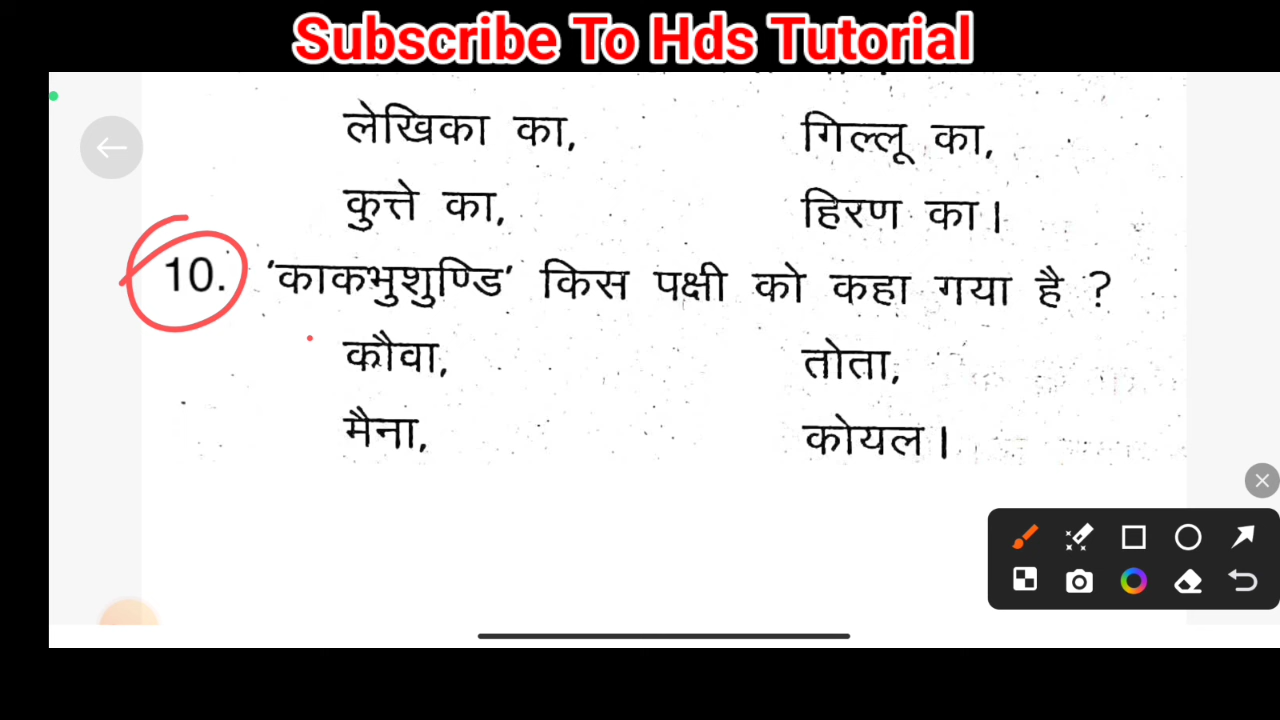 Subscribe To Hds Tutorial
लेखिका का, गिल्लू का,
कुत्ते का, हिरण का।
10. 'काकभुशुण्डि' किस पक्षी को कहा गया है ?
कौवा, तोता,
मैना, कोयल।